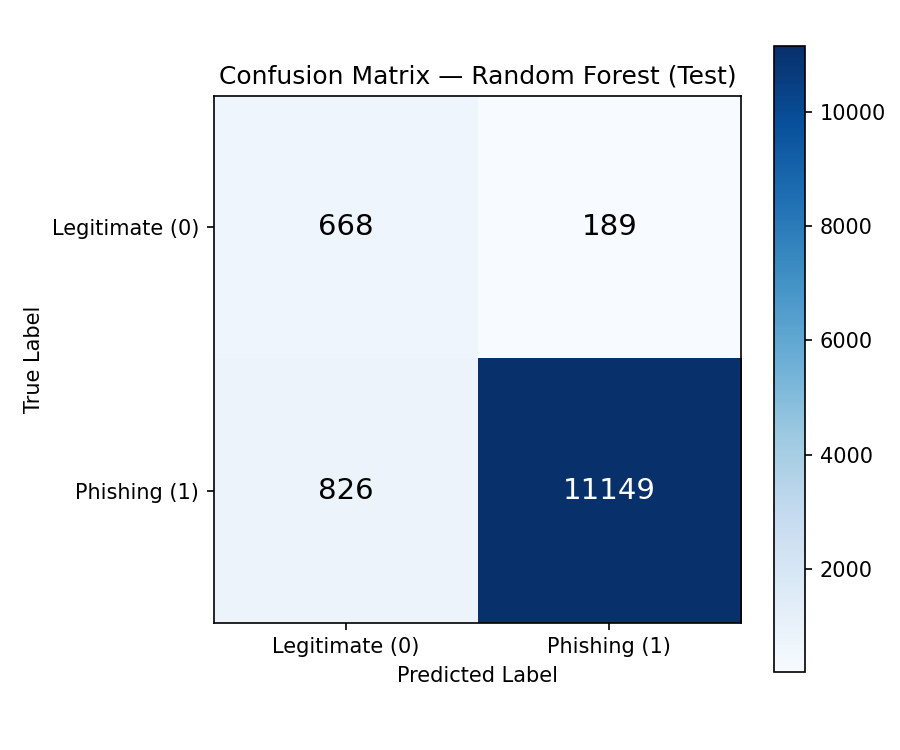 Confusion Matrix — Random Forest (Test)
10000
8000
6000
4000
2000
True Label
Legitimate (0)
668
189
Phishing (1)
826
11149
Legitimate (0)
Phishing (1)
Predicted Label